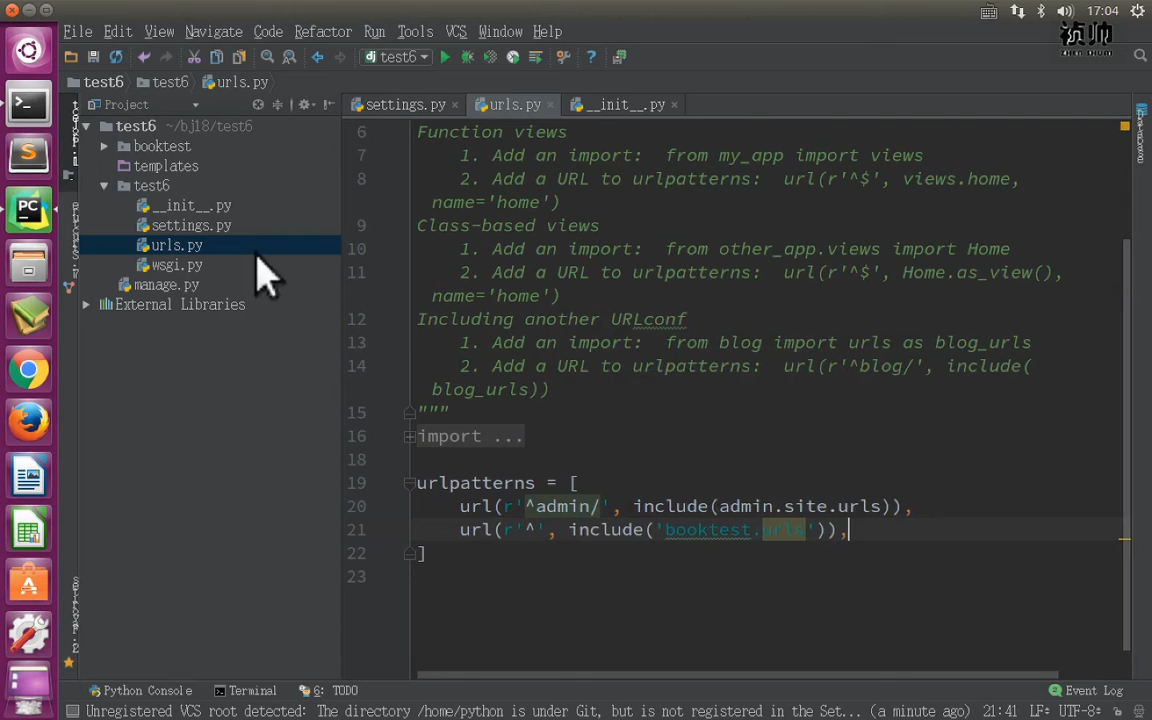 17:04
祯帅
File Edit View Navigate Code Refactor Run Tools VCS Window Help
test6
test6 test6 urls.py
Project
settings.py urls.py __init__.py
test6 ~/bj18/test6
booktest
templates
test6
__init__.py
settings.py
urls.py
wsgi.py
manage.py
External Libraries
6 Function views
7 1. Add an import:  from my_app import views
8 2. Add a URL to urlpatterns:  url(r'^$', views.home,
name='home')
9 Class-based views
10 1. Add an import:  from other_app.views import Home
11 2. Add a URL to urlpatterns:  url(r'^$', Home.as_view(),
name='home')
12 Including another URLconf
13 1. Add an import:  from blog import urls as blog_urls
14 2. Add a URL to urlpatterns:  url(r'^blog/', include(
blog_urls))
15 """
16 import ...
18
19 urlpatterns = [
20 url(r'^admin/', include(admin.site.urls)),
21 url(r'^', include('booktest.urls')),
22 ]
23
Python Console Terminal 6: TODO Event Log
Unregistered VCS root detected: The directory /home/python is under Git, but is not registered in the Set... (a minute ago) 21:41 LF÷ UTF-8÷